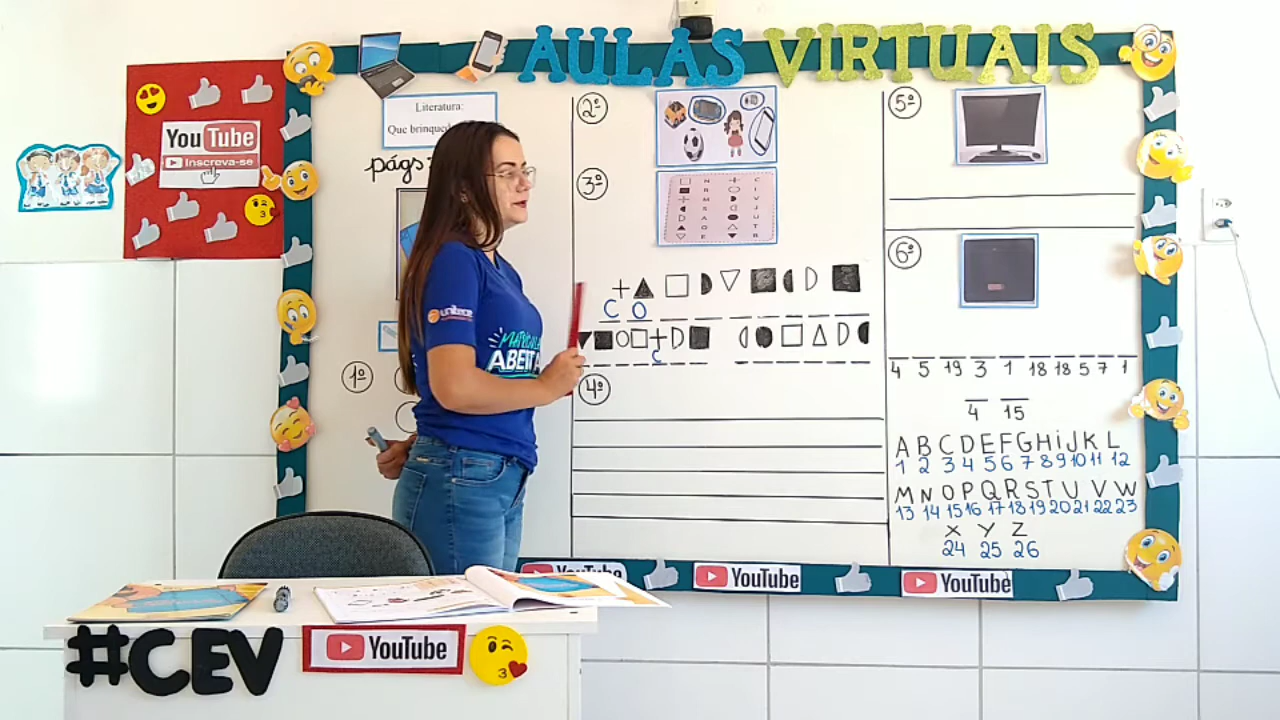 AULAS VIRTUAIS
YouTube
Inscreva-se
Literatura:
Que
págs:
1º
2º
3º
C O
C
4º
5º
6º
4 5 19 3 1 18 18 5 7 1
4 15
A B C D E F G H i J K L
1 2 3 4 5 6 7 8 9 10 11 12
M N O P Q R S T U V W
13 14 15 16 17 18 19 20 21 22 23
X Y Z
24 25 26
unitece
MATRÍCULA
ABERTA
YouTube
YouTube
YouTube
#CEV
YouTube